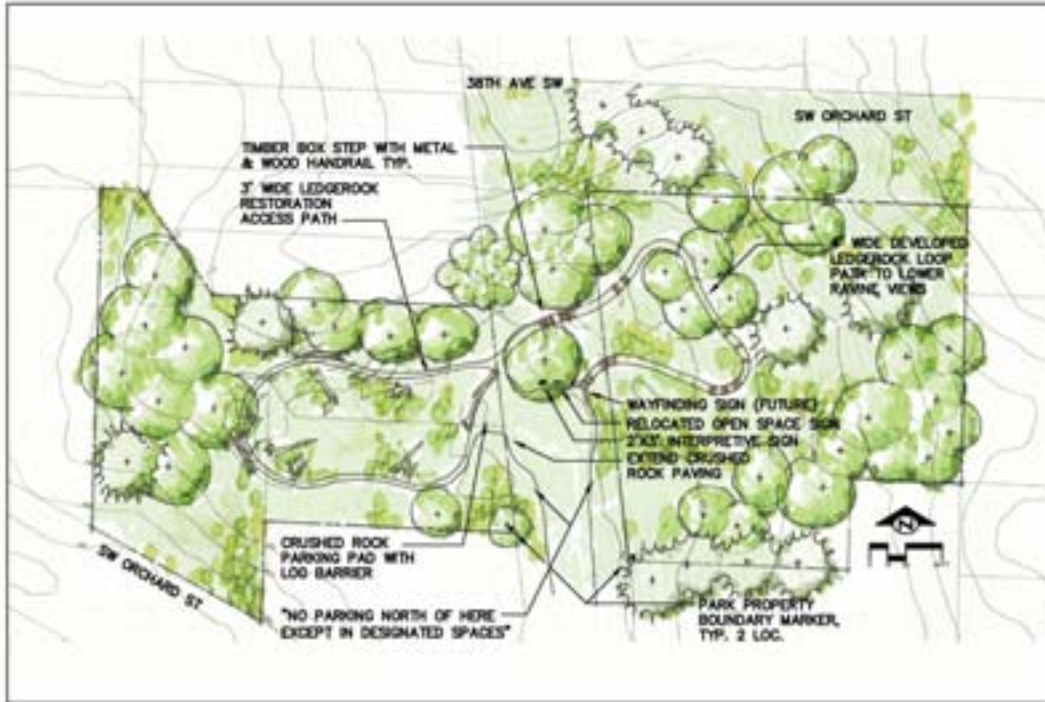 38TH AVE SW
SW ORCHARD ST
TIMBER BOX STEP WITH METAL
& WOOD HANDRAIL TYP.
3' WIDE LEDGEROCK
RESTORATION
ACCESS PATH
4' WIDE DEVELOPED
LEDGEROCK LOOP
PATH TO LOWER
RAVINE VIEWS
WAYFINDING SIGN (FUTURE)
RELOCATED OPEN SPACE SIGN
2'X3' INTERPRETIVE SIGN
EXTEND CRUSHED
ROCK PAVING
CRUSHED ROCK
PARKING PAD WITH
LOG BARRIER
SW ORCHARD ST
"NO PARKING NORTH OF HERE
EXCEPT IN DESIGNATED SPACES"
PARK PROPERTY
BOUNDARY MARKER,
TYP. 2 LOC.
N